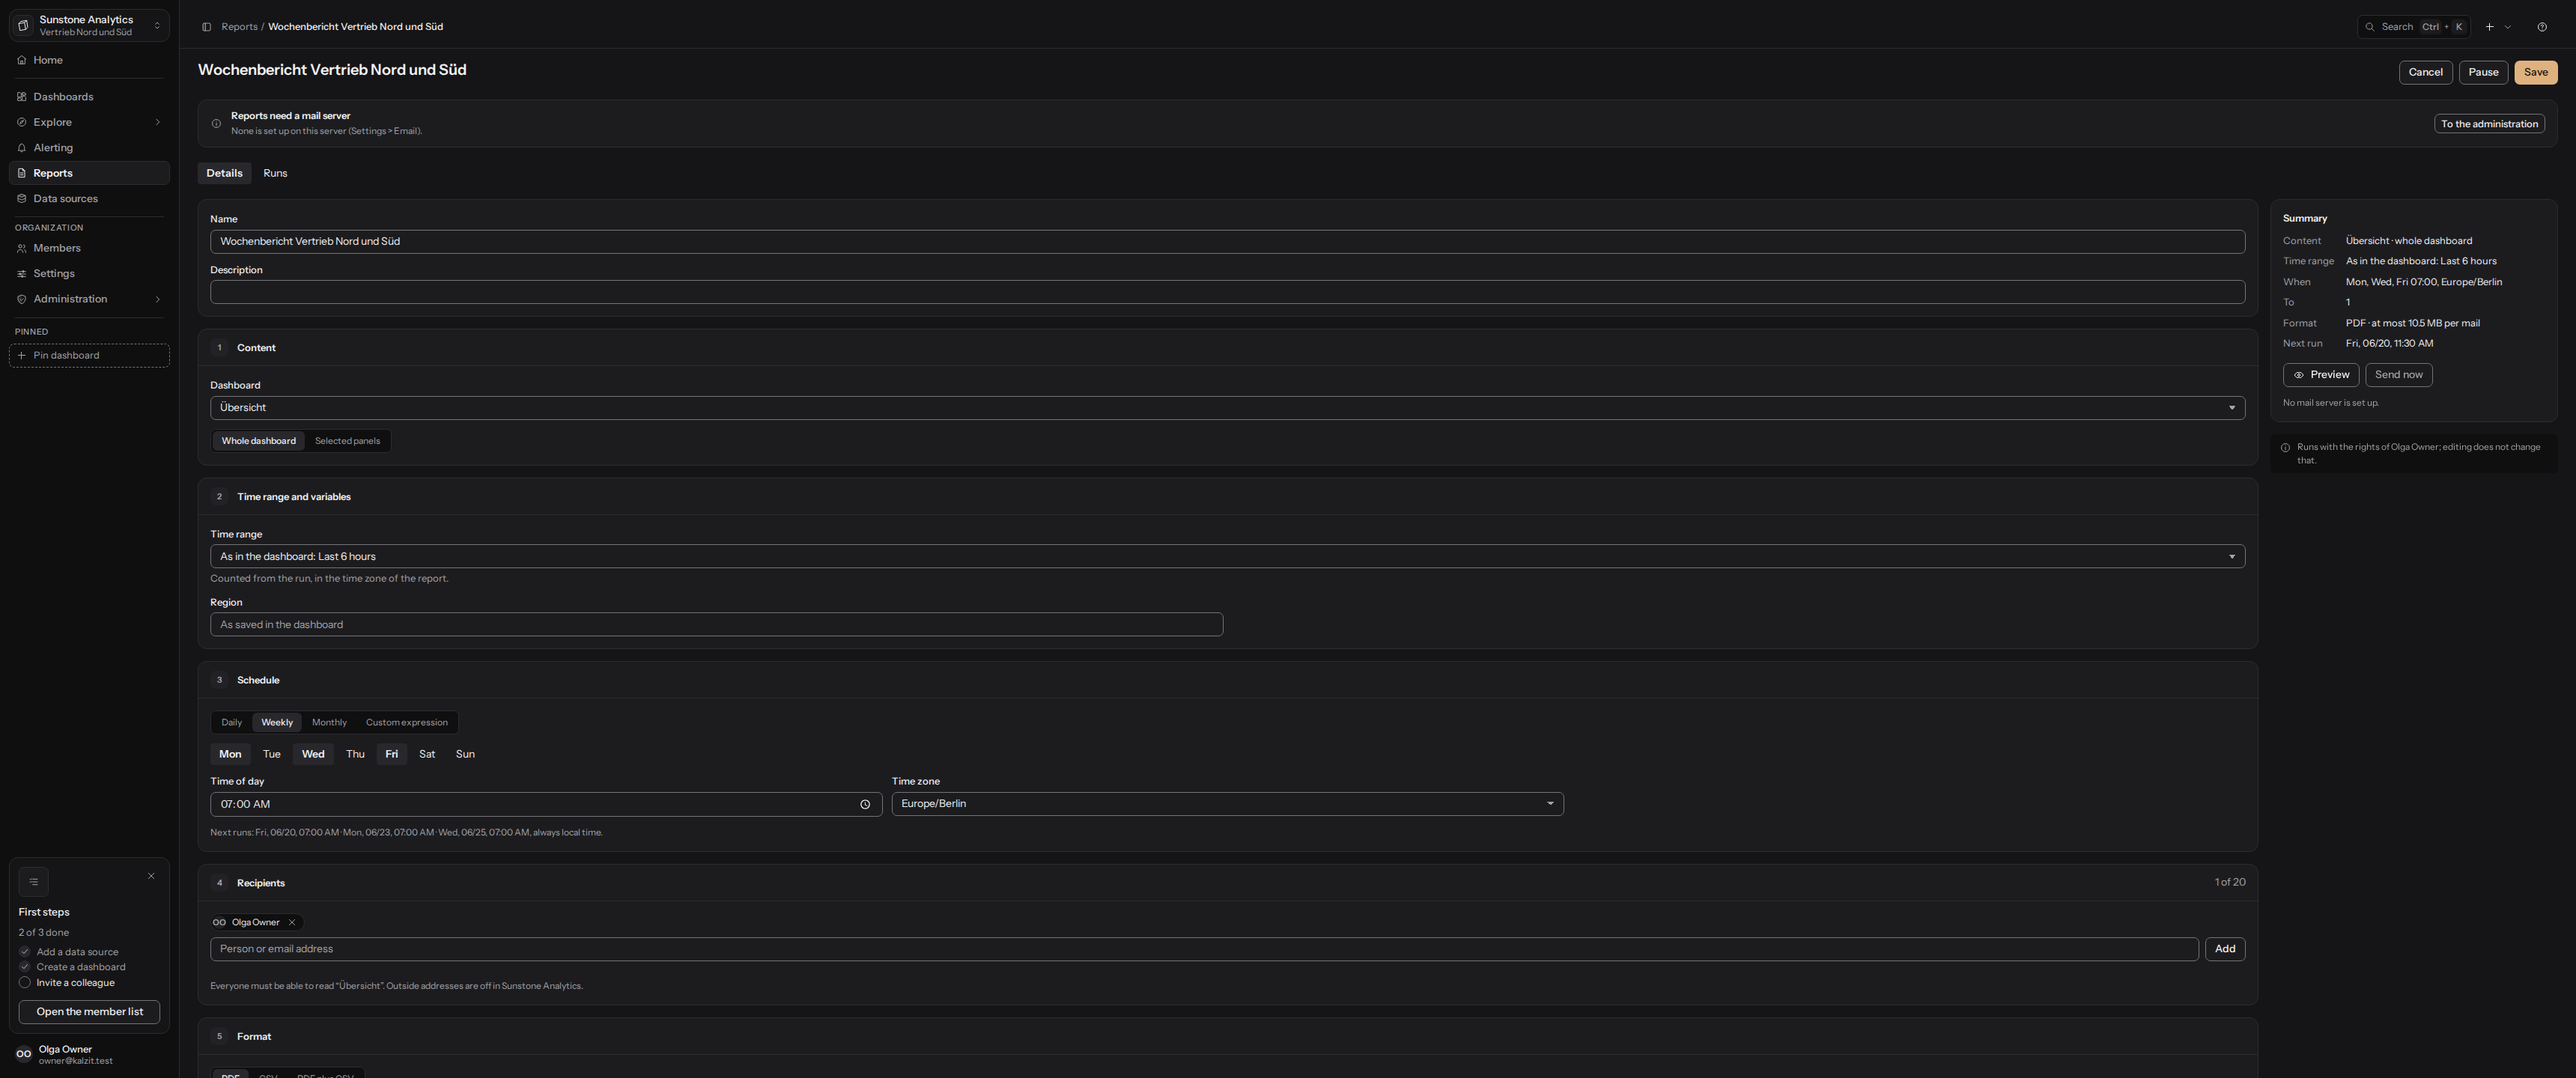 Sunstone Analytics
Vertrieb Nord und Süd
Home
Dashboards
Explore
Alerting
Reports
Data sources
ORGANIZATION
Members
Settings
Administration
PINNED
Pin dashboard
First steps
2 of 3 done
Add a data source
Create a dashboard
Invite a colleague
Open the member list
OO
Olga Owner
owner@kalzit.test
Reports / Wochenbericht Vertrieb Nord und Süd
Search Ctrl + K
Wochenbericht Vertrieb Nord und Süd
Cancel
Pause
Save
Reports need a mail server
None is set up on this server (Settings > Email).
To the administration
Details
Runs
Name
Wochenbericht Vertrieb Nord und Süd
Description
1 Content
Dashboard
Übersicht
Whole dashboard
Selected panels
2 Time range and variables
Time range
As in the dashboard: Last 6 hours
Counted from the run, in the time zone of the report.
Region
As saved in the dashboard
3 Schedule
Daily Weekly Monthly Custom expression
Mon Tue Wed Thu Fri Sat Sun
Time of day
07:00 AM
Time zone
Europe/Berlin
Next runs: Fri, 06/20, 07:00 AM · Mon, 06/23, 07:00 AM · Wed, 06/25, 07:00 AM, always local time.
4 Recipients
1 of 20
OO Olga Owner
Person or email address
Add
Everyone must be able to read “Übersicht”. Outside addresses are off in Sunstone Analytics.
5 Format
PDF CSV PDF plus CSV
Summary
Content Übersicht · whole dashboard
Time range As in the dashboard: Last 6 hours
When Mon, Wed, Fri 07:00, Europe/Berlin
To 1
Format PDF · at most 10.5 MB per mail
Next run Fri, 06/20, 11:30 AM
Preview
Send now
No mail server is set up.
Runs with the rights of Olga Owner; editing does not change
that.